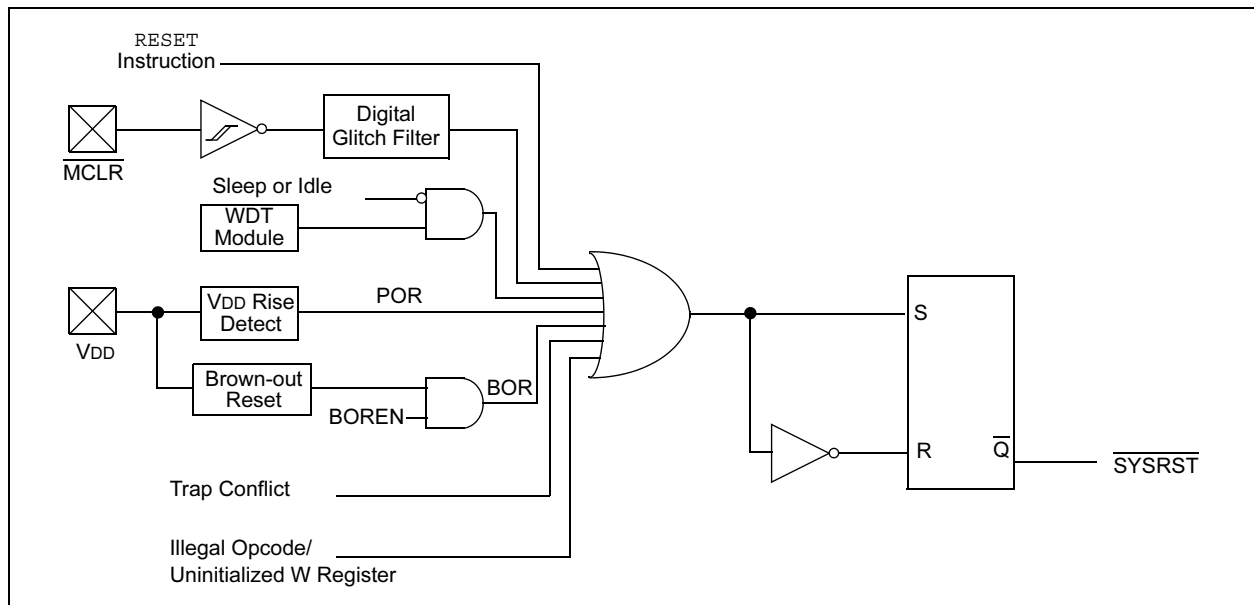 RESET
Instruction
Digital
Glitch Filter
MCLR
Sleep or Idle
WDT
Module
VDD Rise
Detect
POR
VDD
Brown-out
Reset
BOR
BOREN
Trap Conflict
Illegal Opcode/
Uninitialized W Register
S
R
Q
SYSRST